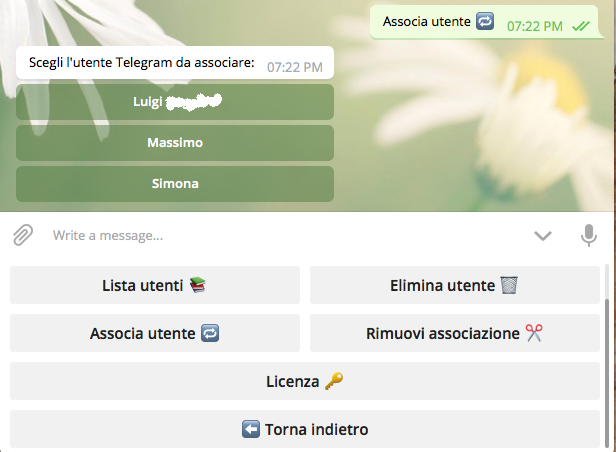 Associa utente 🔁 07:22 PM
Scegli l'utente Telegram da associare: 07:22 PM
Luigi
Massimo
Simona
Write a message...
Lista utenti 📚
Elimina utente 🗑️
Associa utente 🔁
Rimuovi associazione ✂️
Licenza 🔑
⬅️ Torna indietro